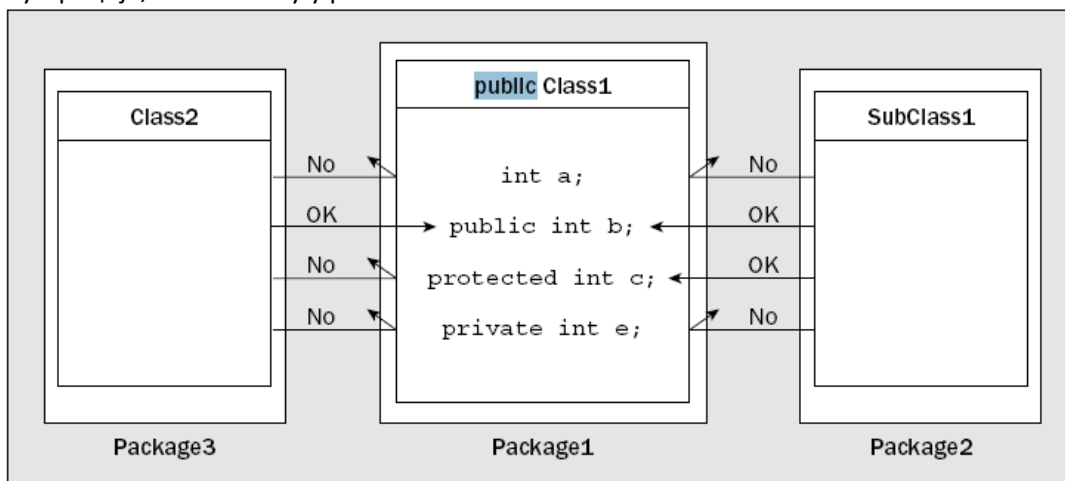 public Class1
Class2
SubClass1
No
int a;
No
OK
public int b;
OK
No
protected int c;
OK
No
private int e;
No
Package3
Package1
Package2